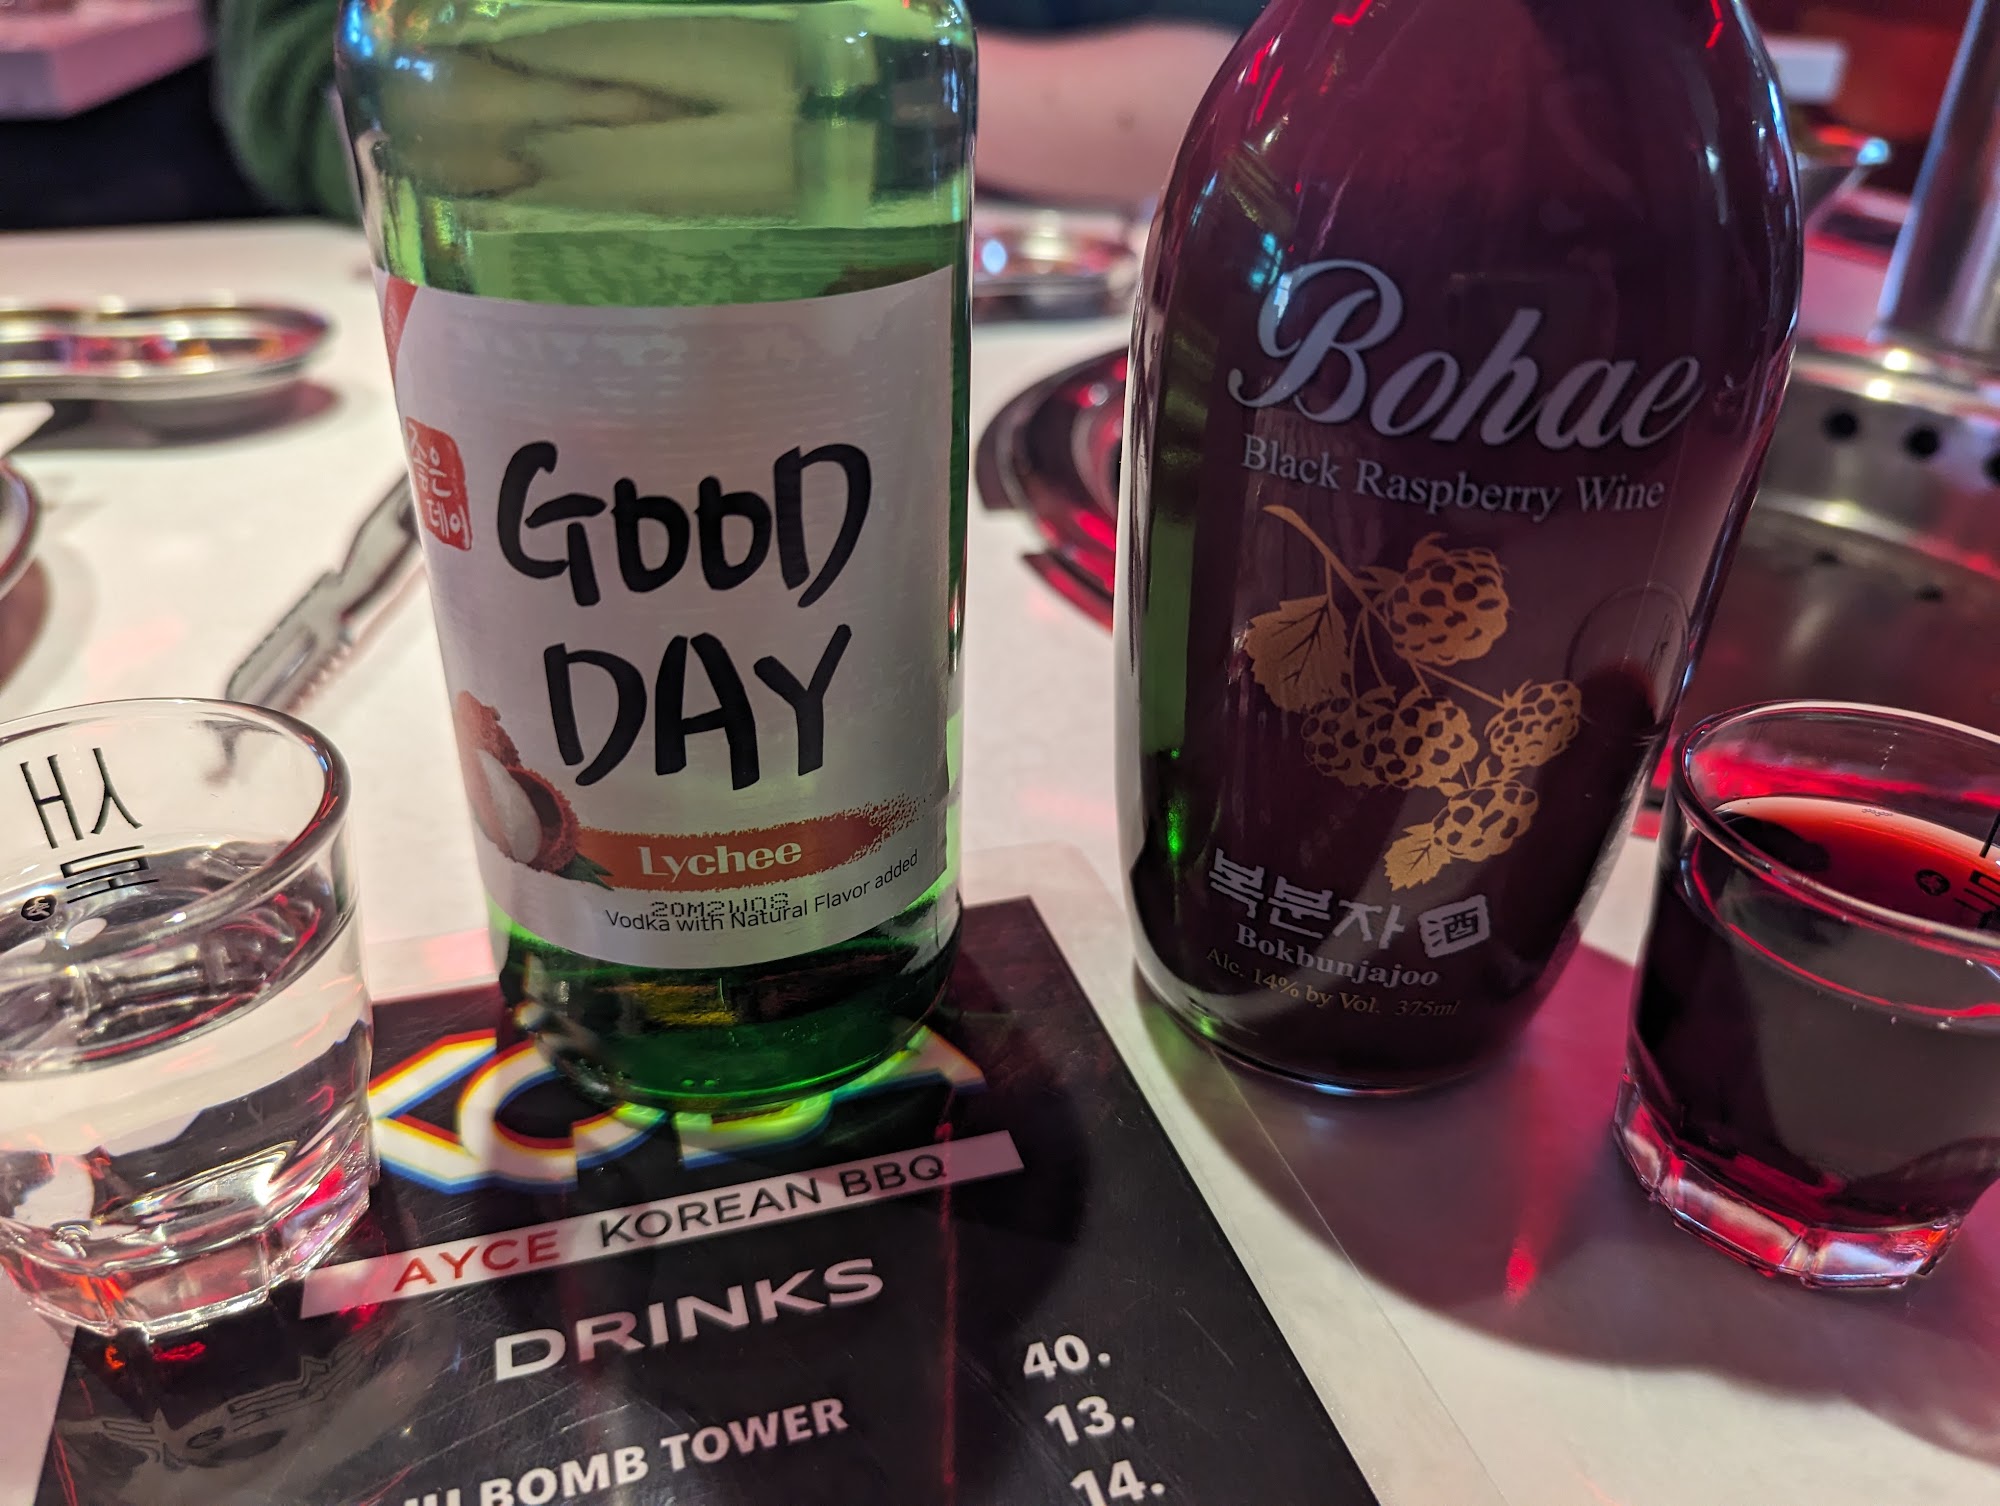 좋은
데이
GOOD
DAY
Lychee
20M21J08
Vodka with Natural Flavor added
Bohae
Black Raspberry Wine
복분자 酒
Bokbunjajoo
Alc. 14% by Vol. 375ml
AYCE KOREAN BBQ
DRINKS
BOMB TOWER
40.
13.
14.